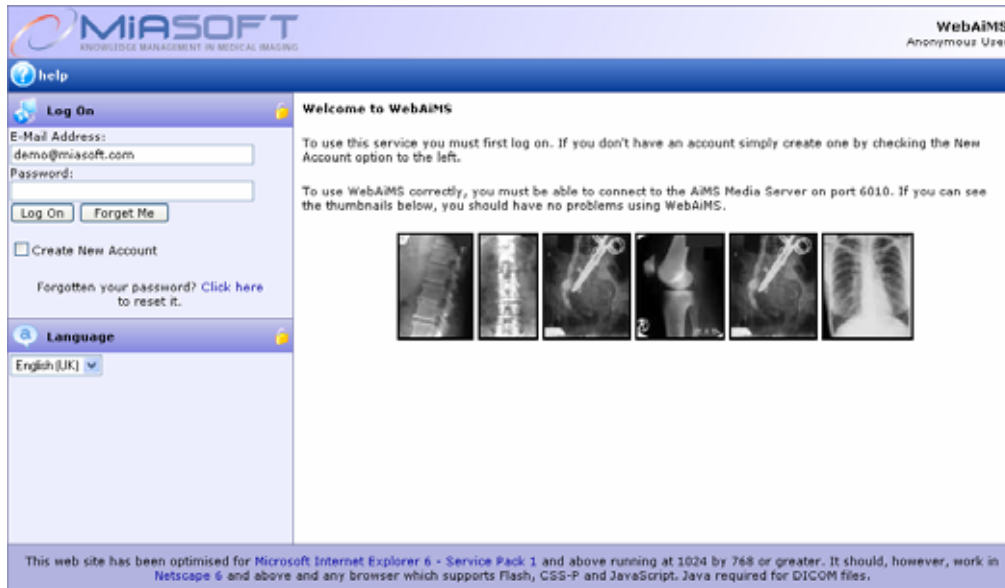 MiASOFT
KNOWLEDGE MANAGEMENT IN MEDICAL IMAGING
WebAiMS
Anonymous User
help
Log On
E-Mail Address:
demo@miasoft.com
Password:
Log On Forget Me
Create New Account
Forgotten your password? Click here
to reset it.
Language
English (UK)
Welcome to WebAiMS
To use this service you must first log on. If you don't have an account simply create one by checking the New
Account option to the left.
To use WebAiMS correctly, you must be able to connect to the AiMS Media Server on port 6010. If you can see
the thumbnails below, you should have no problems using WebAiMS.
This web site has been optimised for Microsoft Internet Explorer 6 - Service Pack 1 and above running at 1024 by 768 or greater. It should, however, work in
Netscape 6 and above and any browser which supports Flash, CSS-P and JavaScript. Java required for DICOM files.